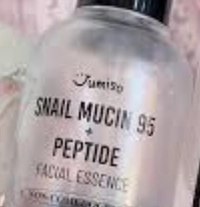 Jumiso
SNAIL MUCIN 95
+
PEPTIDE
FACIAL ESSENCE